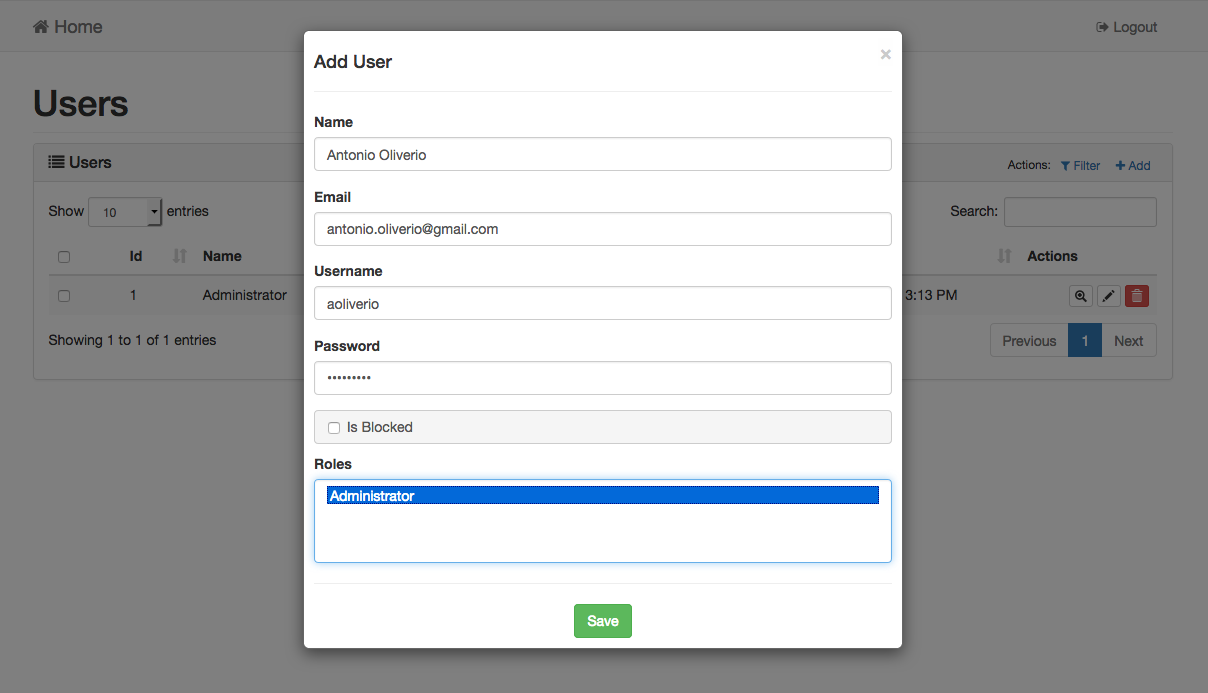 Home
Logout
Add User
×
Users
Name
Antonio Oliverio
Users
Actions: Filter Add
Email
Show 10 entries
Search:
antonio.oliverio@gmail.com
Id Name
Actions
Username
1 Administrator
3:13 PM
aoliverio
Showing 1 to 1 of 1 entries
Previous 1 Next
Password
•••••••••
Is Blocked
Roles
Administrator
Save